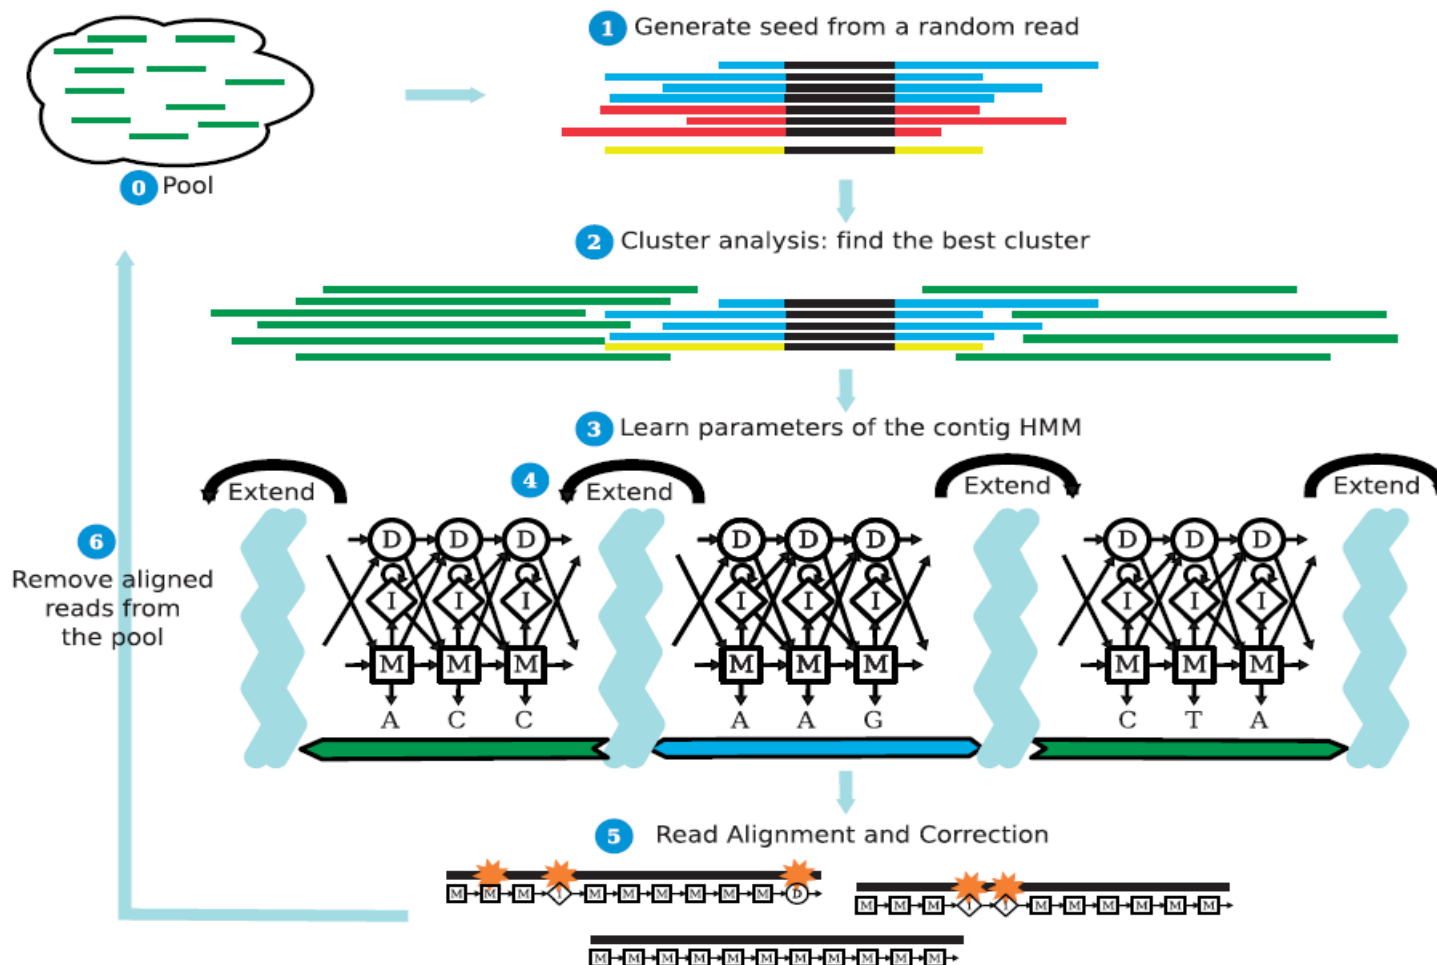 1 Generate seed from a random read
0 Pool
2 Cluster analysis: find the best cluster
3 Learn parameters of the contig HMM
4
Extend Extend Extend Extend
6
Remove aligned
reads from
the pool
D D D D D D D D D
I I I I I I I I I
M M M M M M M M M
A C C A A G C T A
5 Read Alignment and Correction
M M M I M M M M M M D
M M M I I M M M M M M
M M M M M M M M M M M